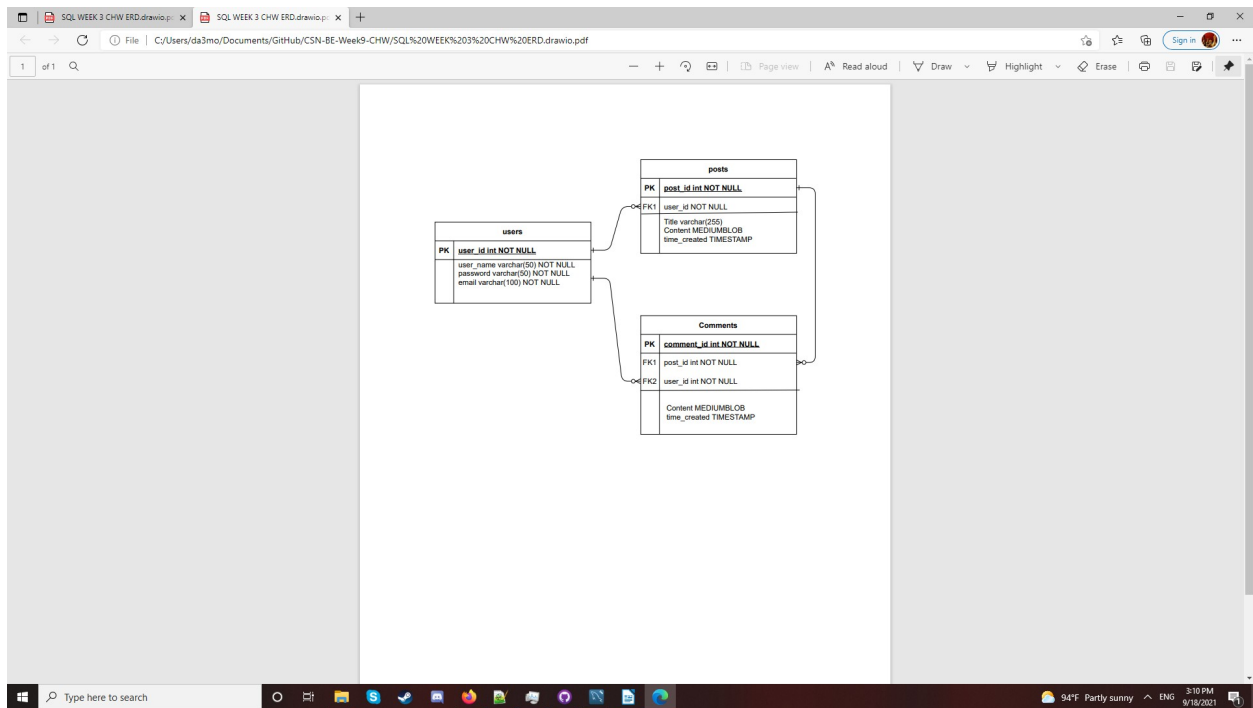 SQL WEEK 3 CHW ERD.drawio.p
SQL WEEK 3 CHW ERD.drawio.p
File
C:/Users/da3mo/Documents/GitHub/CSN-BE-Week9-CHW/SQL%20WEEK%203%20CHW%20ERD.drawio.pdf
Sign in
1 of 1
Page view
Read aloud
Draw
Highlight
Erase
posts
PK post_id int NOT NULL
FK1 user_id NOT NULL
Title varchar(255)
Content MEDIUMBLOB
time_created TIMESTAMP
users
PK user_id int NOT NULL
user_name varchar(50) NOT NULL
password varchar(50) NOT NULL
email varchar(100) NOT NULL
Comments
PK comment_id int NOT NULL
FK1 post_id int NOT NULL
FK2 user_id int NOT NULL
Content MEDIUMBLOB
time_created TIMESTAMP
Type here to search
94°F Partly sunny
ENG
3:10 PM
9/18/2021